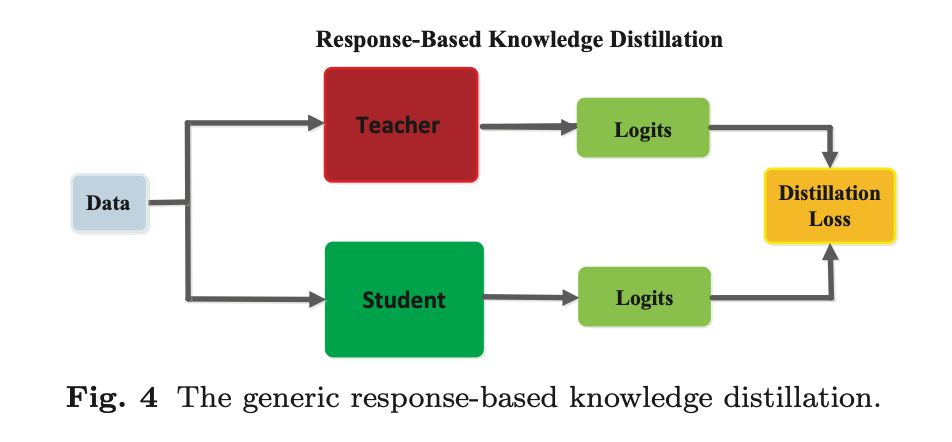 Response-Based Knowledge Distillation
Teacher
Logits
Data
Distillation
Loss
Student
Logits
Fig. 4 The generic response-based knowledge distillation.